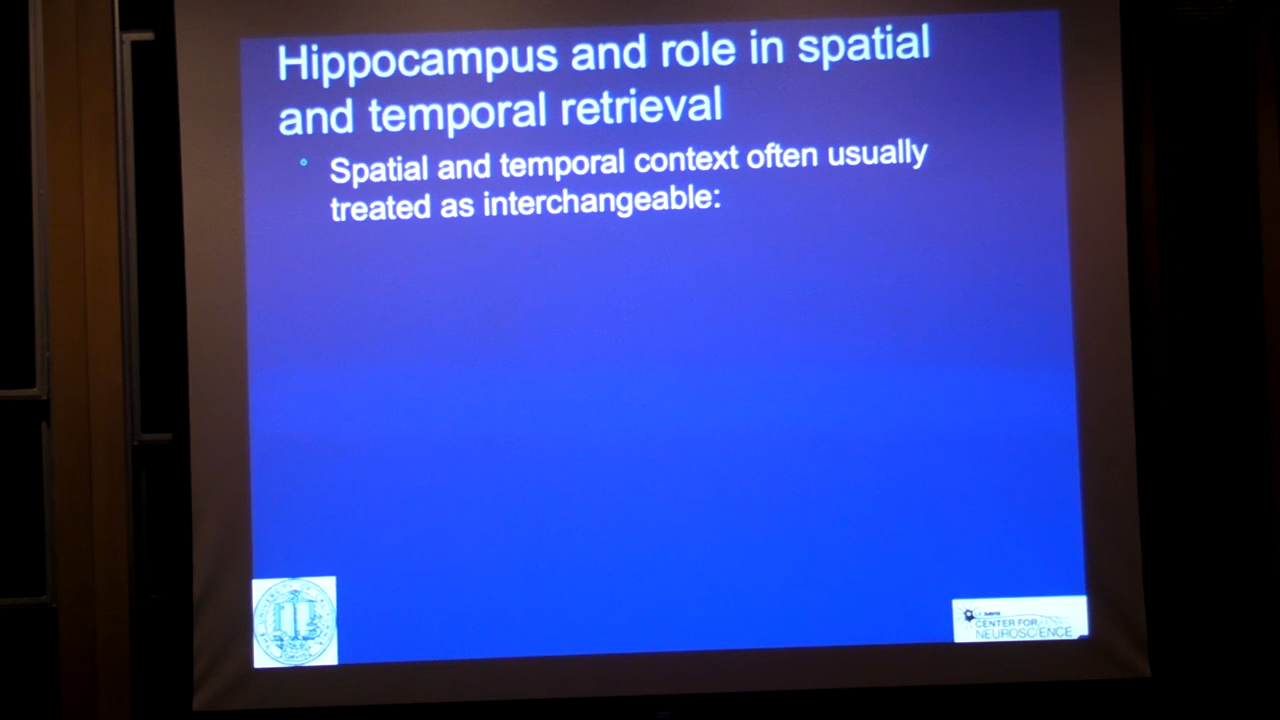 Hippocampus and role in spatial
and temporal retrieval
Spatial and temporal context often usually
treated as interchangeable:
CENTER FOR
NEUROSCIENCE